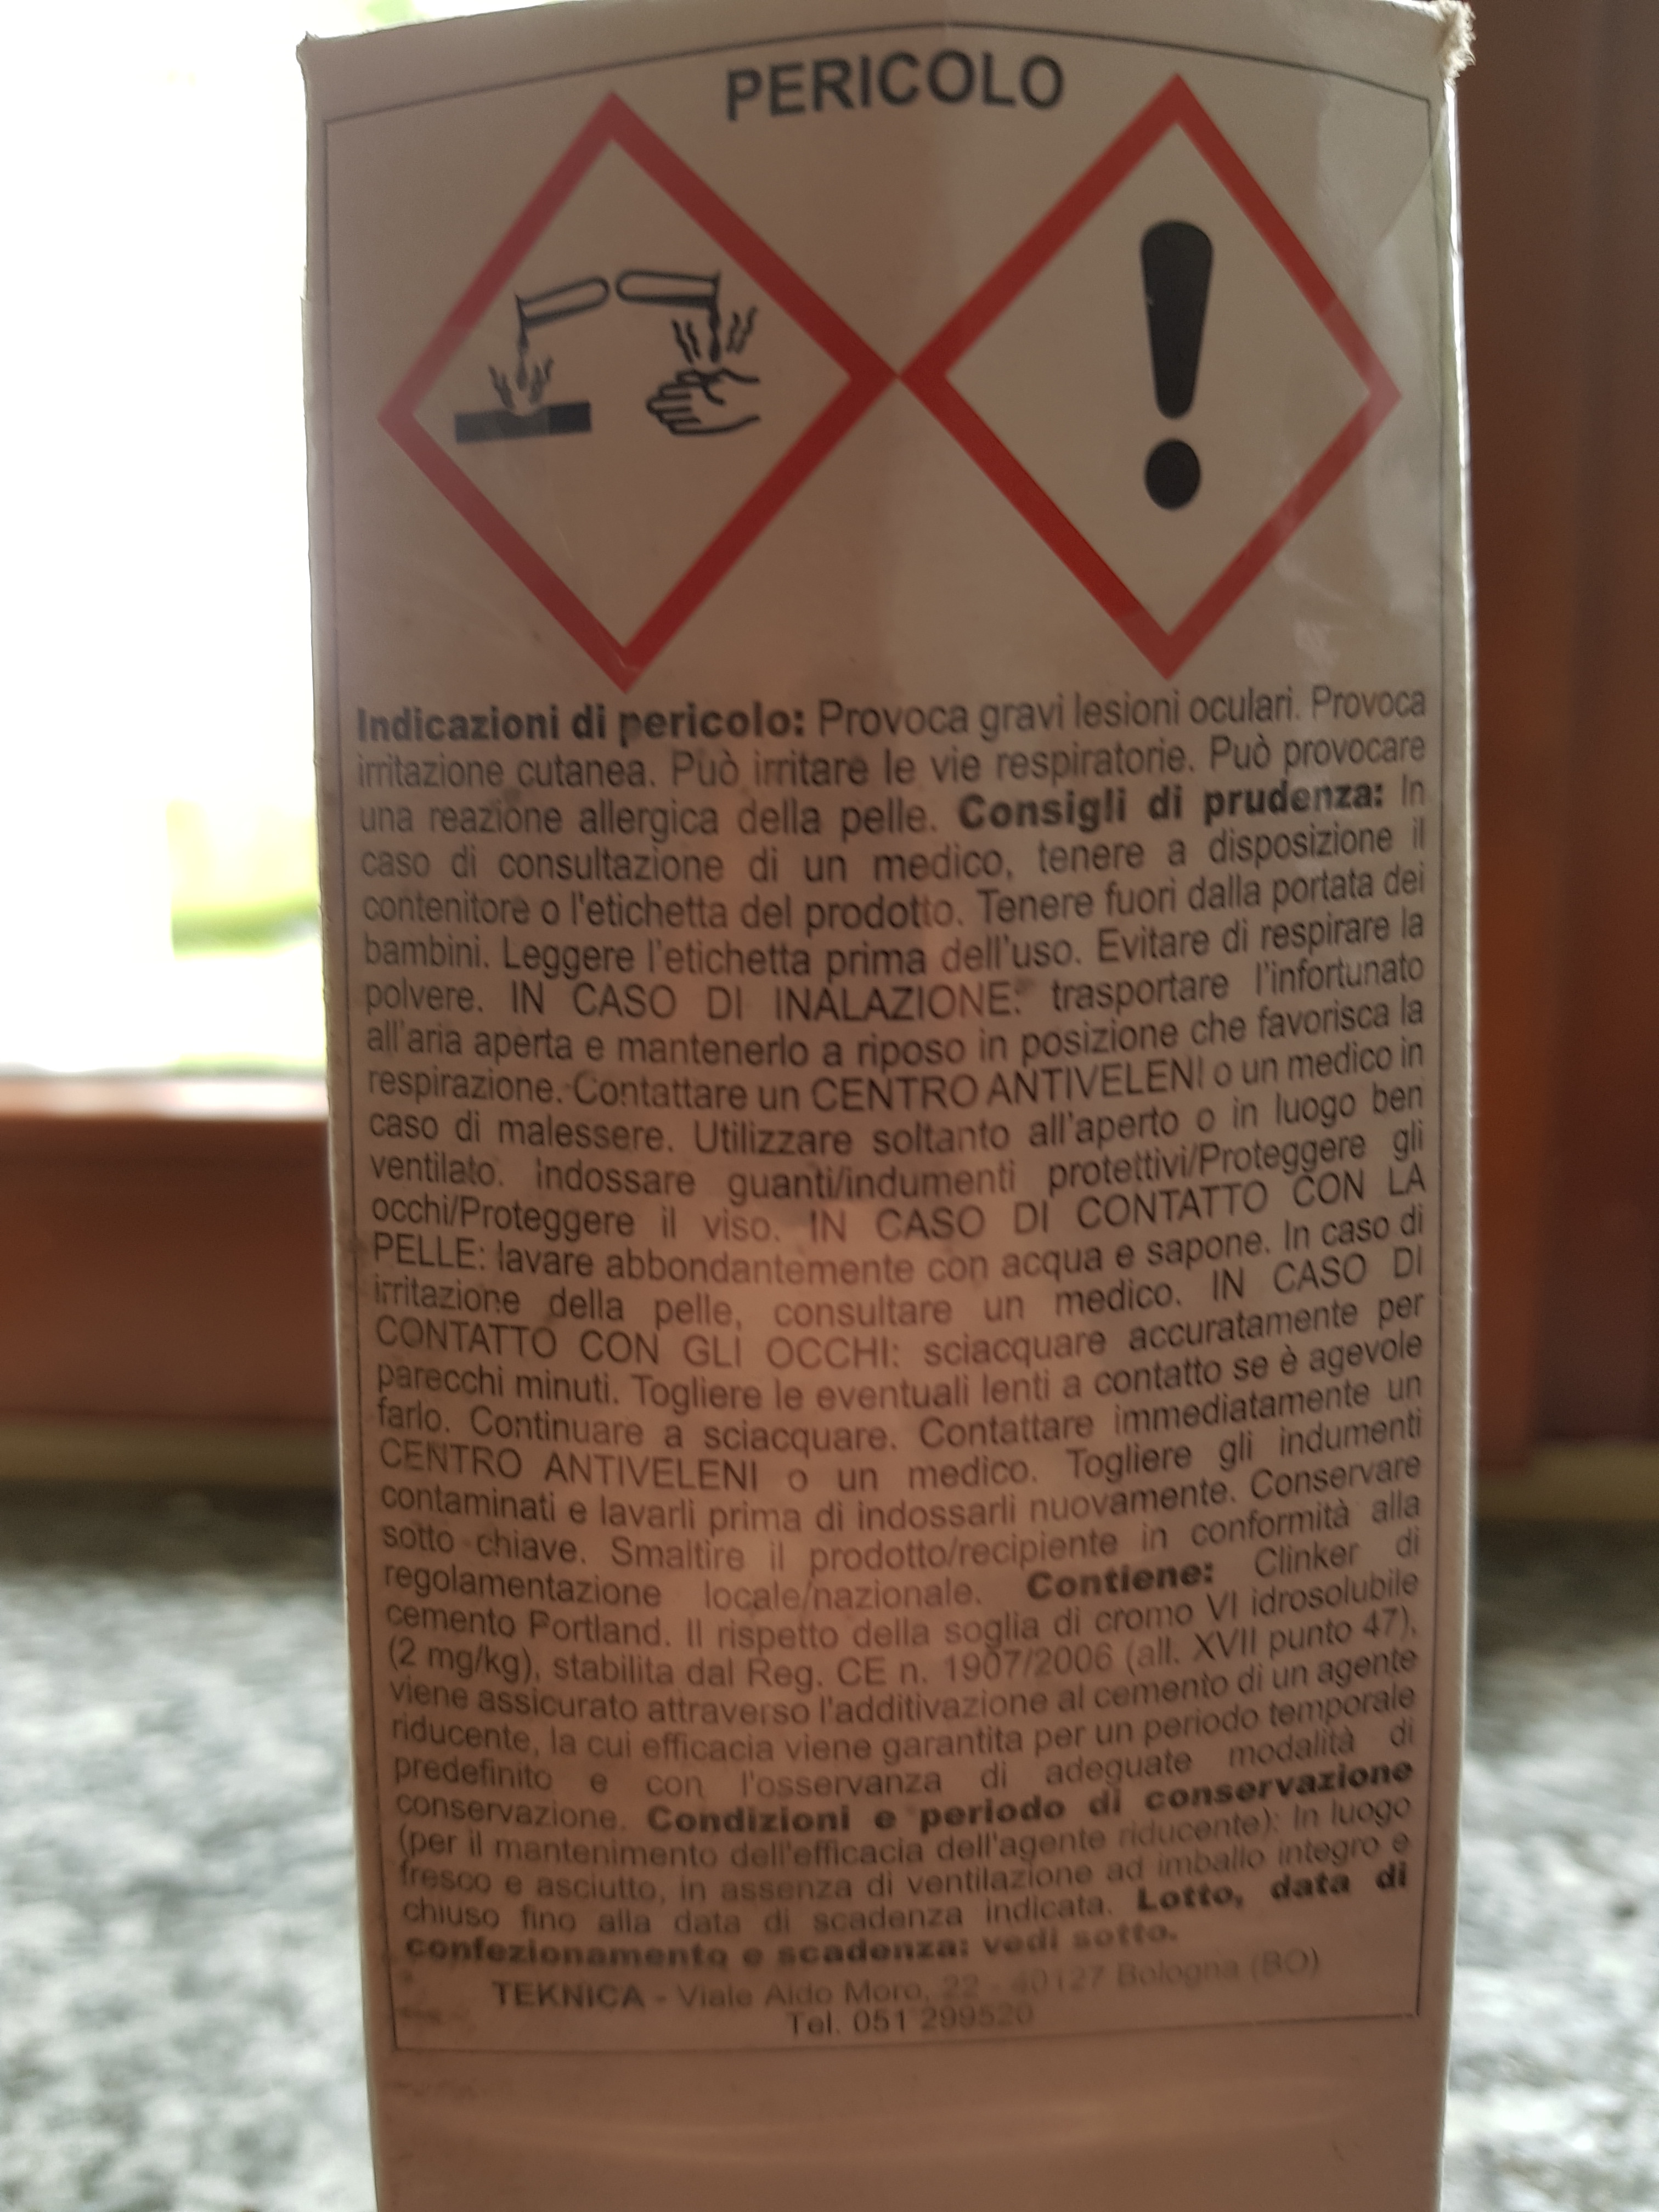 PERICOLO
Indicazioni di pericolo: Provoca gravi lesioni oculari. Provoca
irritazione cutanea. Può irritare le vie respiratorie. Può provocare
una reazione allergica della pelle. Consigli di prudenza: In
caso di consultazione di un medico, tenere a disposizione il
contenitore o l'etichetta del prodotto. Tenere fuori dalla portata dei
bambini. Leggere l'etichetta prima dell'uso. Evitare di respirare la
polvere. IN CASO DI INALAZIONE: trasportare l'infortunato
all'aria aperta e mantenerlo a riposo in posizione che favorisca la
respirazione. Contattare un CENTRO ANTIVELENI o un medico in
caso di malessere. Utilizzare soltanto all'aperto o in luogo ben
ventilato. Indossare guanti/indumenti protettivi/Proteggere gli
occhi/Proteggere il viso. IN CASO DI CONTATTO CON LA
PELLE: lavare abbondantemente con acqua e sapone. In caso di
irritazione della pelle, consultare un medico. IN CASO DI
CONTATTO CON GLI OCCHI: sciacquare accuratamente per
parecchi minuti. Togliere le eventuali lenti a contatto se è agevole
farlo. Continuare a sciacquare. Contattare immediatamente un
CENTRO ANTIVELENI o un medico. Togliere gli indumenti
contaminati e lavarli prima di indossarli nuovamente. Conservare
sotto chiave. Smaltire il prodotto/recipiente in conformità alla
regolamentazione locale/nazionale. Contiene: Clinker di
cemento Portland. Il rispetto della soglia di cromo VI idrosolubile
(2 mg/kg), stabilita dal Reg. CE n. 1907/2006 (all. XVII punto 47),
viene assicurato attraverso l'additivazione al cemento di un agente
riducente, la cui efficacia viene garantita per un periodo temporale
predefinito e con l'osservanza di adeguate modalità di
conservazione. Condizioni e periodo di conservazione
(per il mantenimento dell'efficacia dell'agente riducente): In luogo
fresco e asciutto, in assenza di ventilazione ad imballo integro e
chiuso fino alla data di scadenza indicata. Lotto, data di
confezionamento e scadenza: vedi sotto.
TEKNICA - Viale Aldo Moro, 22 - 40127 Bologna (BO)
Tel. 051 299520